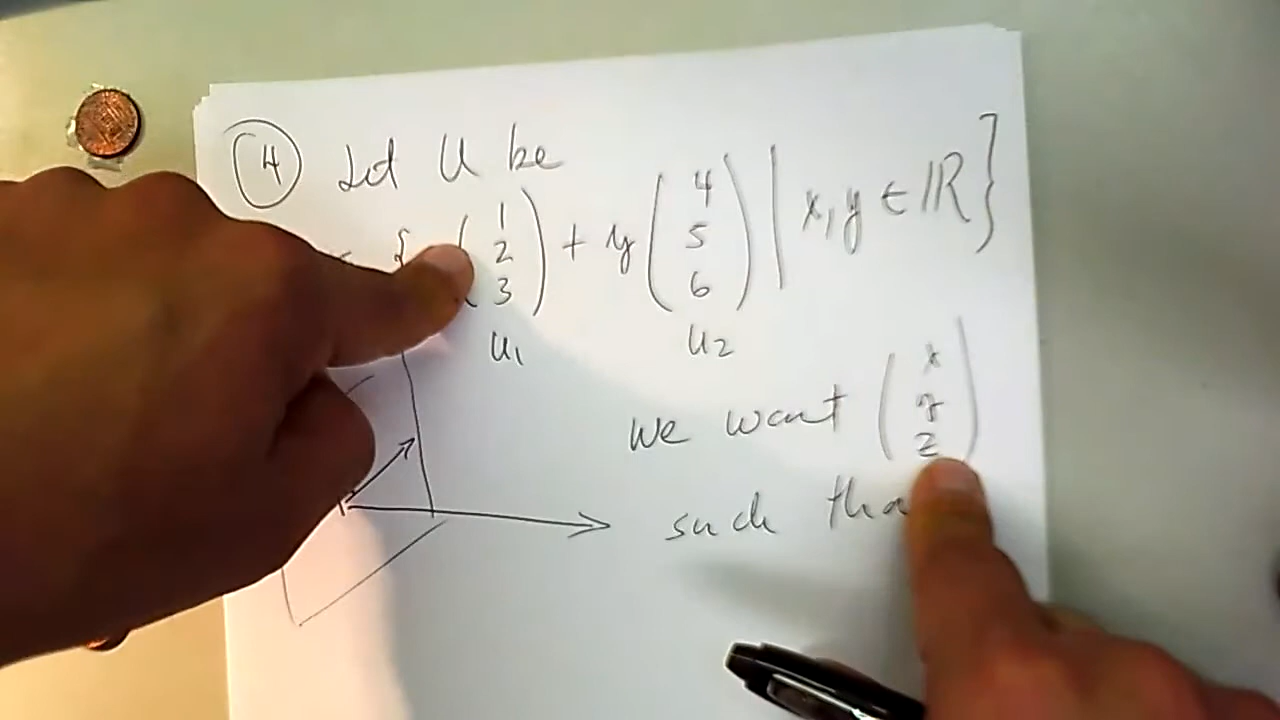 ④ Let U be
{ (1 2 3) + y (4 5 6) | x, y ∈ ℝ}
u₁ u₂
we want (x y z)
such tha